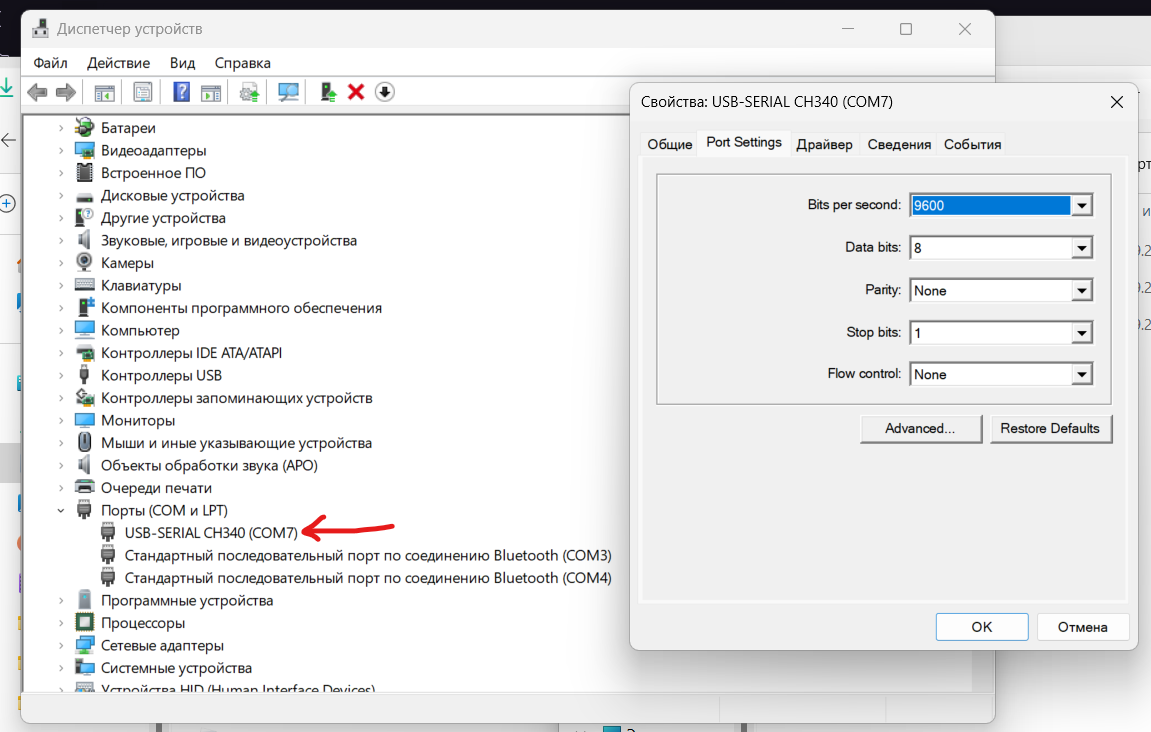 Диспетчер устройств
Файл Действие Вид Справка
Батареи
Видеоадаптеры
Встроенное ПО
Дисковые устройства
Другие устройства
Звуковые, игровые и видеоустройства
Камеры
Клавиатуры
Компоненты программного обеспечения
Компьютер
Контроллеры IDE ATA/ATAPI
Контроллеры USB
Контроллеры запоминающих устройств
Мониторы
Мыши и иные указывающие устройства
Объекты обработки звука (APO)
Очереди печати
Порты (COM и LPT)
USB-SERIAL CH340 (COM7)
Стандартный последовательный порт по соединению Bluetooth (COM3)
Стандартный последовательный порт по соединению Bluetooth (COM4)
Программные устройства
Процессоры
Сетевые адаптеры
Системные устройства
Устройства HID (Human Interface Devices)
Свойства: USB-SERIAL CH340 (COM7)
Общие Port Settings Драйвер Сведения События
Bits per second: 9600
Data bits: 8
Parity: None
Stop bits: 1
Flow control: None
Advanced... Restore Defaults
OK Отмена